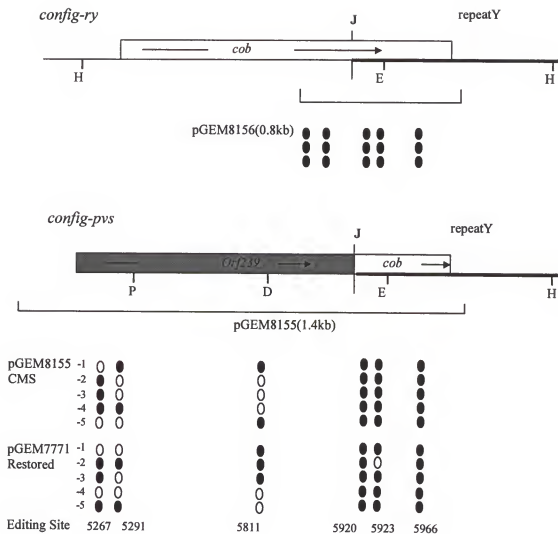 config-ry
J
repeatY
cob
H
E
H
pGEM8156(0.8kb)
config-pvs
J
repeatY
Orf239
cob
P
D
E
H
pGEM8155(1.4kb)
pGEM8155
CMS
-1
-2
-3
-4
-5
pGEM7771
Restored
-1
-2
-3
-4
-5
Editing Site 5267 5291 5811 5920 5923 5966